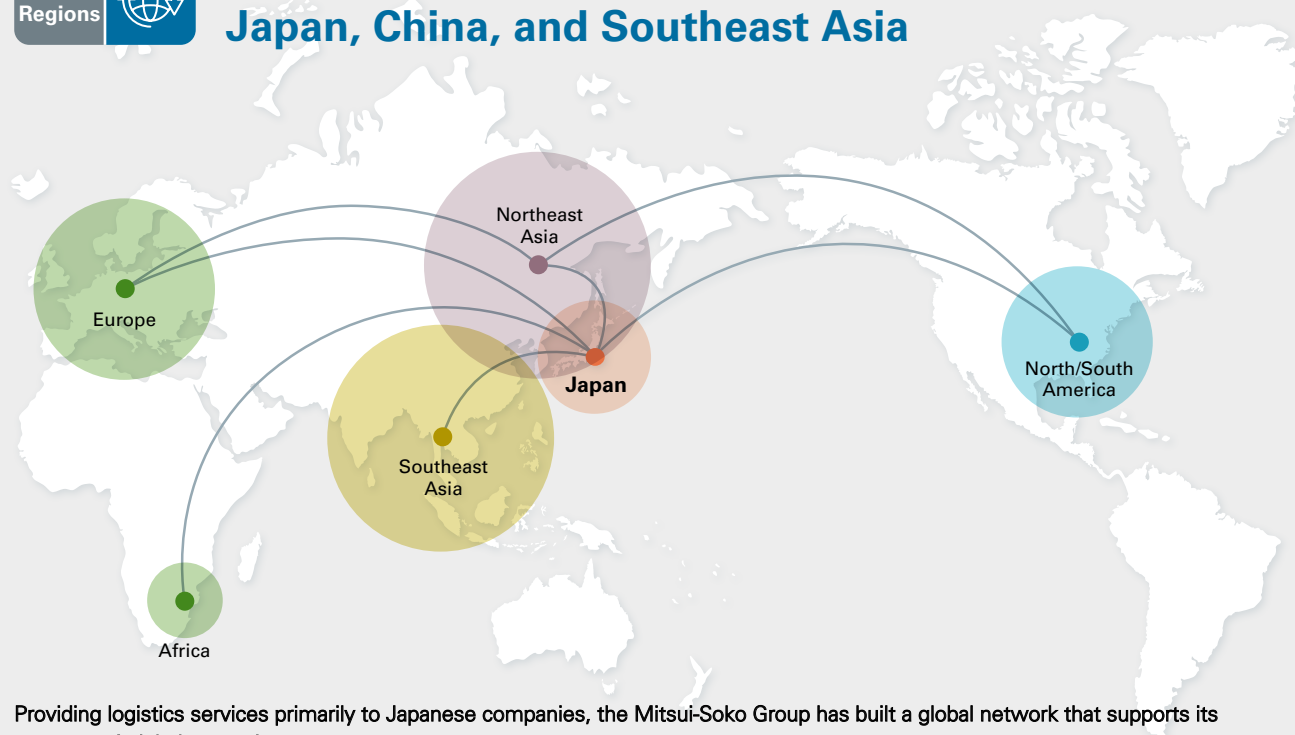 Regions
Japan, China, and Southeast Asia
Northeast
Asia
Europe
Japan
North/South
America
Southeast
Asia
Africa
Providing logistics services primarily to Japanese companies, the Mitsui-Soko Group has built a global network that supports its